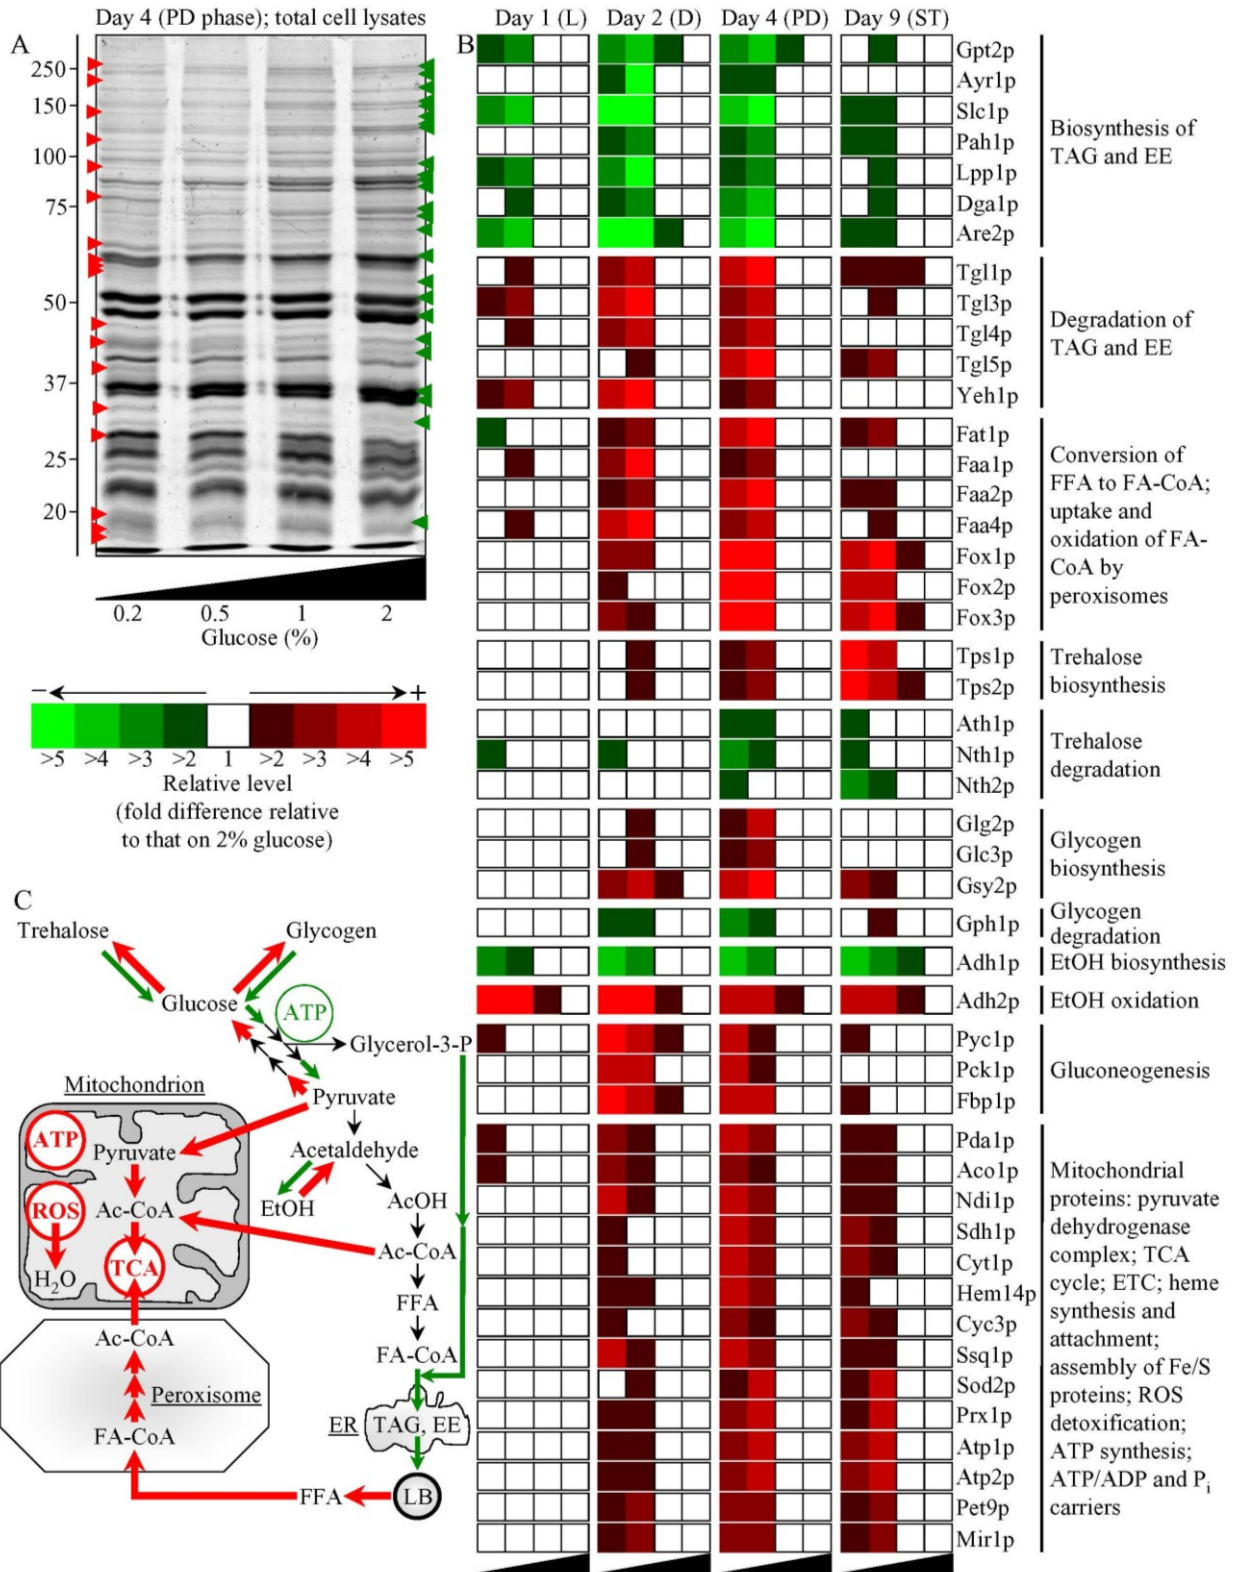 Day 4 (PD phase); total cell lysates
A
250
150
100
75
50
37
25
20
0.2 0.5 1 2
Glucose (%)
− +
>5 >4 >3 >2 1 >2 >3 >4 >5
Relative level
(fold difference relative
to that on 2% glucose)
B
Day 1 (L) Day 2 (D) Day 4 (PD) Day 9 (ST)
Gpt2p
Ayr1p
Slc1p
Pah1p
Lpp1p
Dga1p
Are2p
Biosynthesis of
TAG and EE
Tgl1p
Tgl3p
Tgl4p
Tgl5p
Yeh1p
Degradation of
TAG and EE
Fat1p
Faa1p
Faa2p
Faa4p
Fox1p
Fox2p
Fox3p
Conversion of
FFA to FA-CoA;
uptake and
oxidation of FA-
CoA by
peroxisomes
Tps1p
Tps2p
Trehalose
biosynthesis
Ath1p
Nth1p
Nth2p
Trehalose
degradation
Glg2p
Glc3p
Gsy2p
Glycogen
biosynthesis
Gph1p
Glycogen
degradation
Adh1p
EtOH biosynthesis
Adh2p
EtOH oxidation
Pyc1p
Pck1p
Fbp1p
Gluconeogenesis
Pda1p
Aco1p
Ndi1p
Sdh1p
Cyt1p
Hem14p
Cyc3p
Ssq1p
Sod2p
Prx1p
Atp1p
Atp2p
Pet9p
Mir1p
Mitochondrial
proteins: pyruvate
dehydrogenase
complex; TCA
cycle; ETC; heme
synthesis and
attachment;
assembly of Fe/S
proteins; ROS
detoxification;
ATP synthesis;
ATP/ADP and Pi
carriers
C
Trehalose
Glycogen
Glucose
ATP
Glycerol-3-P
Pyruvate
Acetaldehyde
EtOH
AcOH
Ac-CoA
FFA
FA-CoA
ER
TAG, EE
LB
FFA
Mitochondrion
ATP
Pyruvate
ROS
Ac-CoA
H2O
TCA
Ac-CoA
Peroxisome
FA-CoA